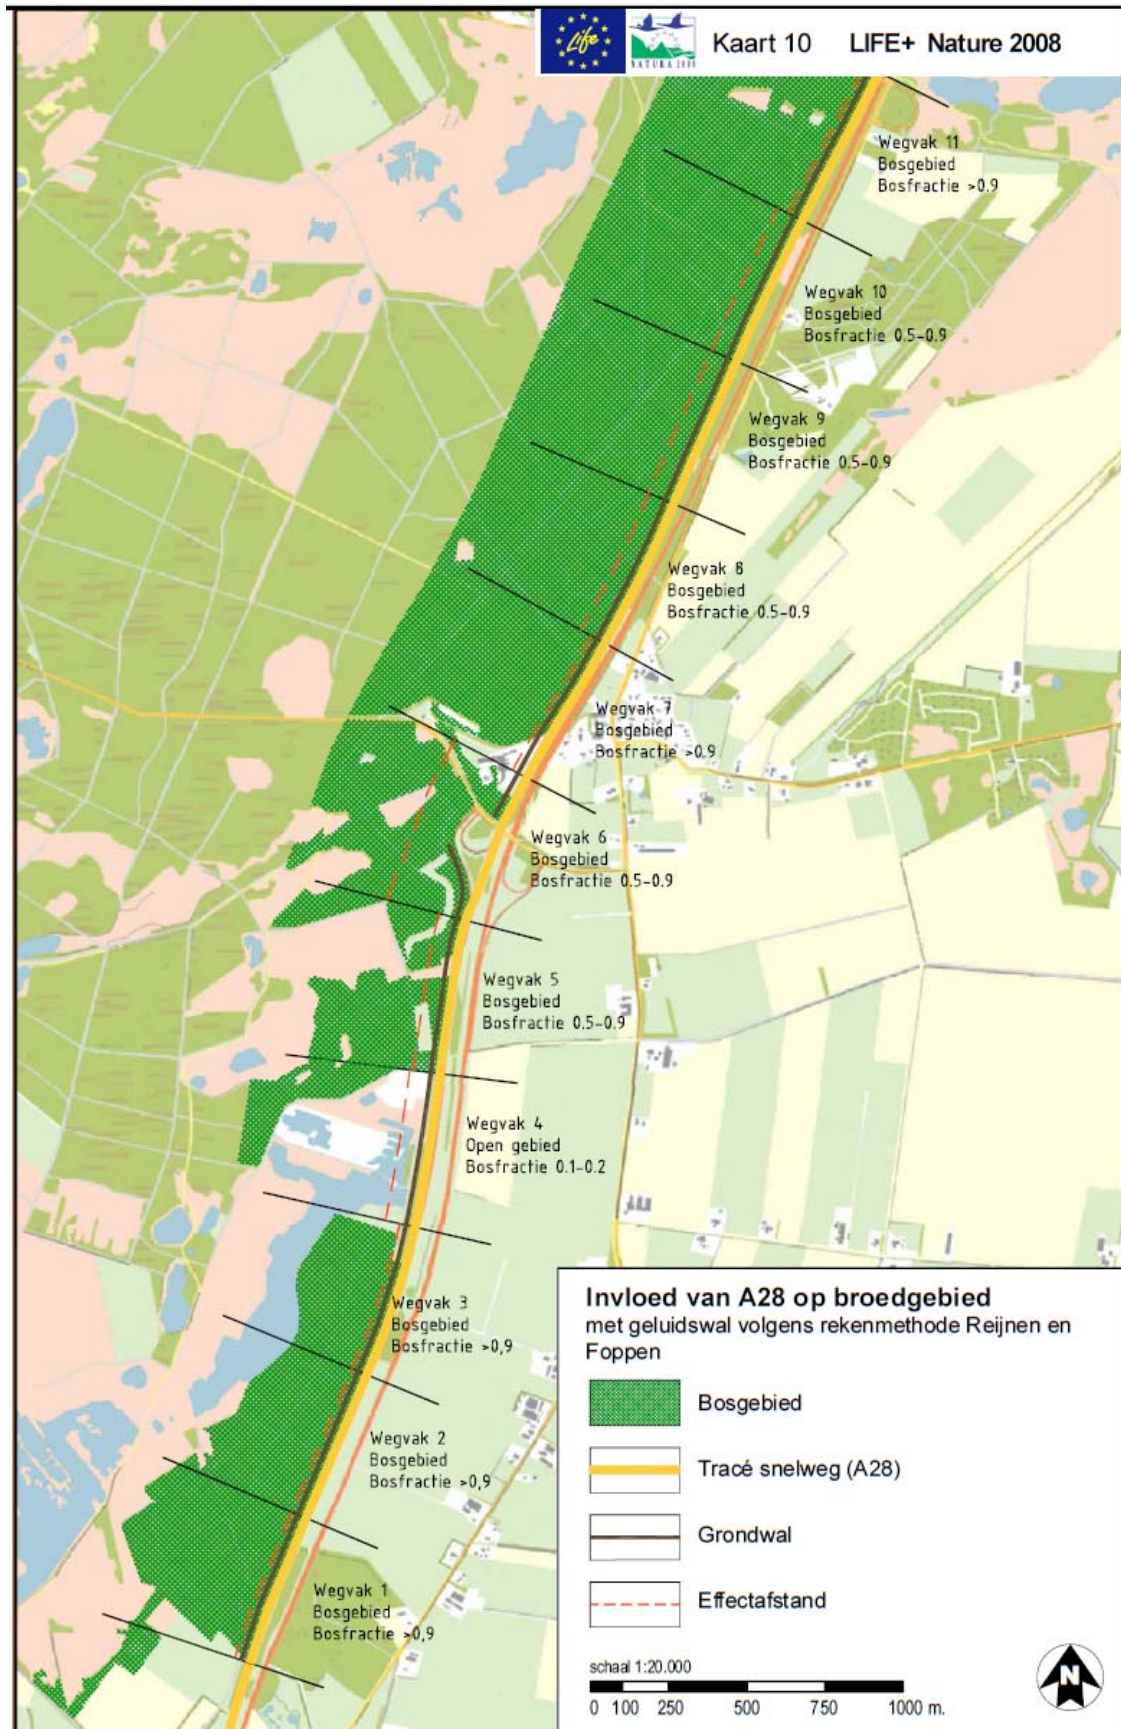 Life
NATURA 2000
Kaart 10 LIFE+ Nature 2008
Wegvak 11
Bosgebied
Bosfractie >0.9
Wegvak 10
Bosgebied
Bosfractie 0.5-0.9
Wegvak 9
Bosgebied
Bosfractie 0.5-0.9
Wegvak 8
Bosgebied
Bosfractie 0.5-0.9
Wegvak 7
Bosgebied
Bosfractie >0.9
Wegvak 6
Bosgebied
Bosfractie 0.5-0.9
Wegvak 5
Bosgebied
Bosfractie 0.5-0.9
Wegvak 4
Open gebied
Bosfractie 0.1-0.2
Wegvak 3
Bosgebied
Bosfractie >0,9
Wegvak 2
Bosgebied
Bosfractie >0,9
Wegvak 1
Bosgebied
Bosfractie >0,9
Invloed van A28 op broedgebied
met geluidswal volgens rekenmethode Reijnen en
Foppen
Bosgebied
Tracé snelweg (A28)
Grondwal
Effectafstand
schaal 1:20.000
0 100 250 500 750 1000 m.
N